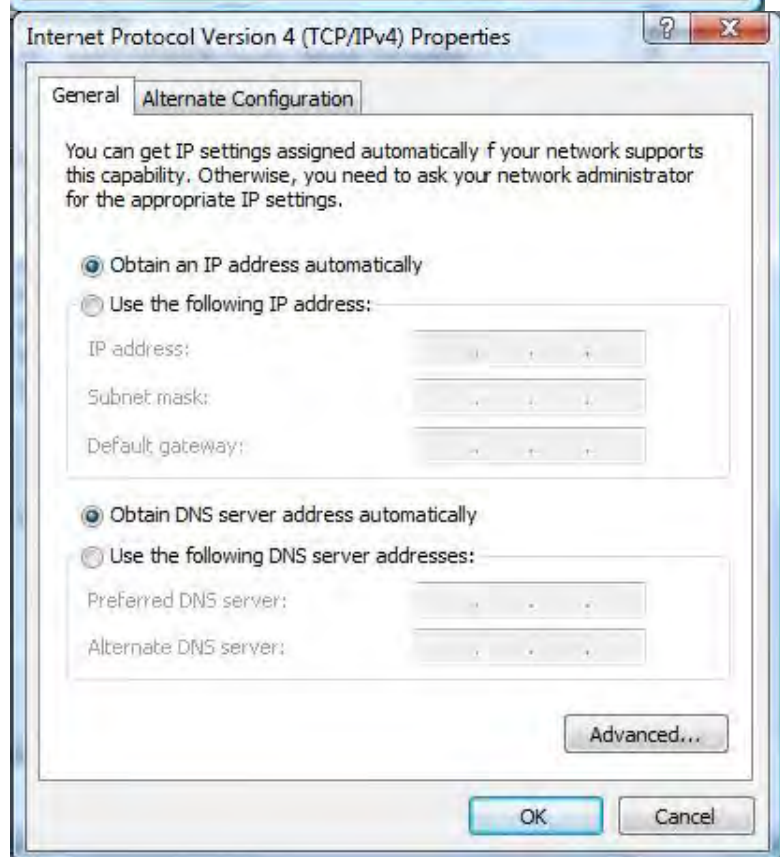 Internet Protocol Version 4 (TCP/IPv4) Properties
General Alternate Configuration
You can get IP settings assigned automatically f your network supports
this capability. Otherwise, you need to ask your network administrator
for the appropriate IP settings.
Obtain an IP address automatically
Use the following IP address:
IP address:
Subnet mask:
Default gateway:
Obtain DNS server address automatically
Use the following DNS server addresses:
Preferred DNS server:
Alternate DNS server:
Advanced...
OK Cancel